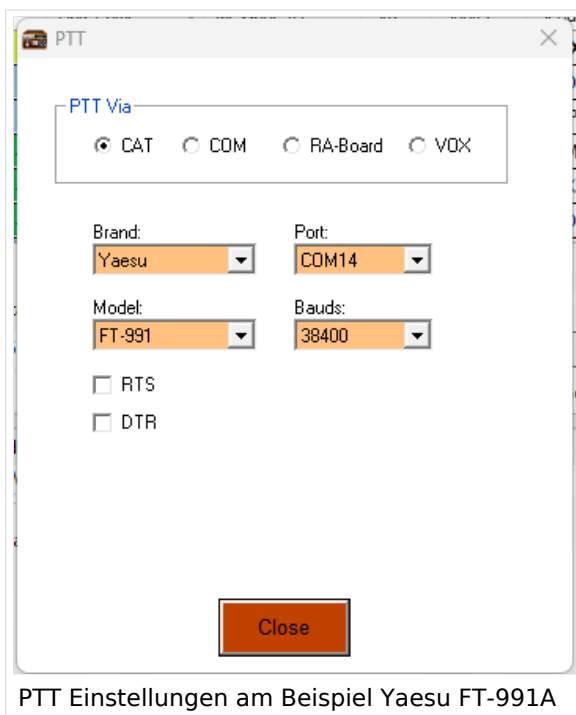 PTT
PTT Via
CAT COM RA-Board VOX
Brand: Port:
Yaesu COM14
Model: Bauds:
FT-991 38400
RTS
DTR
Close
PTT Einstellungen am Beispiel Yaesu FT-991A